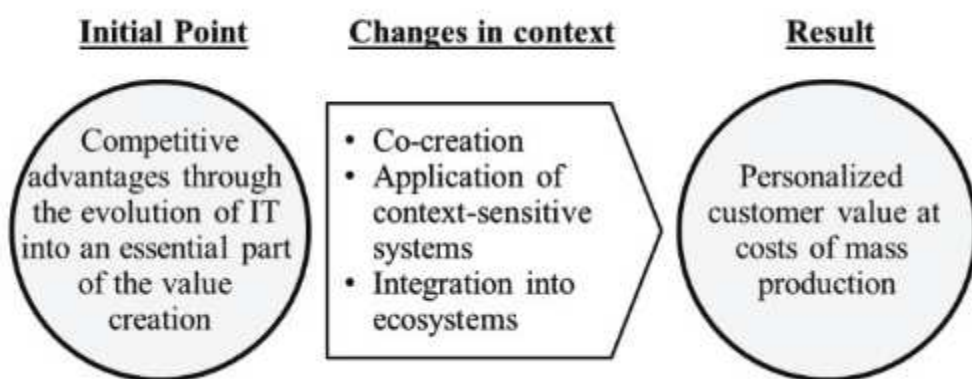 Initial Point
Competitive
advantages through
the evolution of IT
into an essential part
of the value
creation
Changes in context
• Co-creation
• Application of
context-sensitive
systems
• Integration into
ecosystems
Result
Personalized
customer value at
costs of mass
production